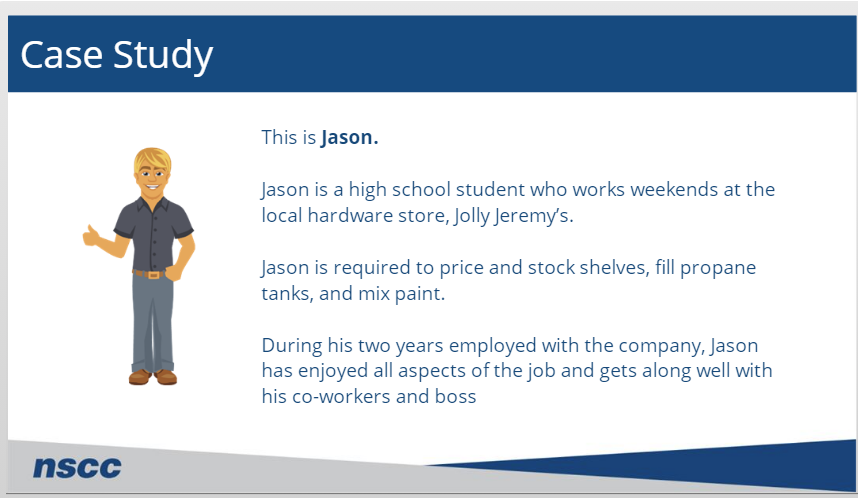 Case Study
This is Jason.
Jason is a high school student who works weekends at the
local hardware store, Jolly Jeremy’s.
Jason is required to price and stock shelves, fill propane
tanks, and mix paint.
During his two years employed with the company, Jason
has enjoyed all aspects of the job and gets along well with
his co-workers and boss
nscc